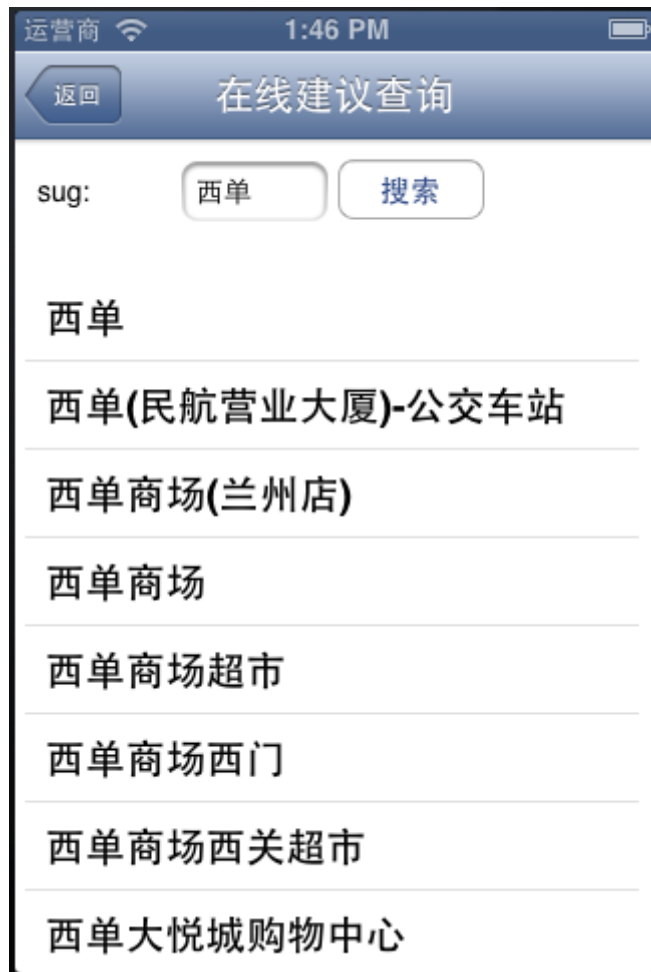 运营商 1:46 PM
返回 在线建议查询
sug: 西单 搜索
西单
西单(民航营业大厦)-公交车站
西单商场(兰州店)
西单商场
西单商场超市
西单商场西门
西单商场西关超市
西单大悦城购物中心